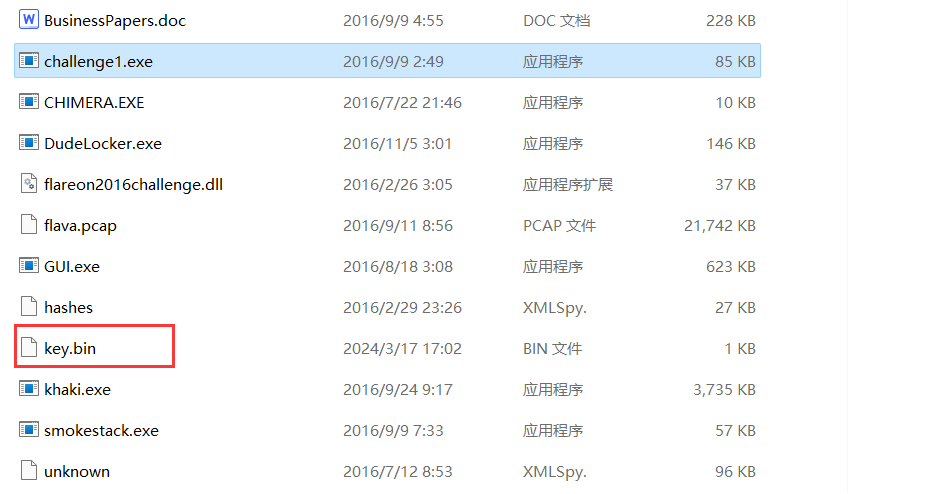 W BusinessPapers.doc 2016/9/9 4:55 DOC 文档 228 KB
challenge1.exe 2016/9/9 2:49 应用程序 85 KB
CHIMERA.EXE 2016/7/22 21:46 应用程序 10 KB
DudeLocker.exe 2016/11/5 3:01 应用程序 146 KB
flareon2016challenge.dll 2016/2/26 3:05 应用程序扩展 37 KB
flava.pcap 2016/9/11 8:56 PCAP 文件 21,742 KB
GUI.exe 2016/8/18 3:08 应用程序 623 KB
hashes 2016/2/29 23:26 XMLSpy. 27 KB
key.bin 2024/3/17 17:02 BIN 文件 1 KB
khaki.exe 2016/9/24 9:17 应用程序 3,735 KB
smokestack.exe 2016/9/9 7:33 应用程序 57 KB
unknown 2016/7/12 8:53 XMLSpy. 96 KB